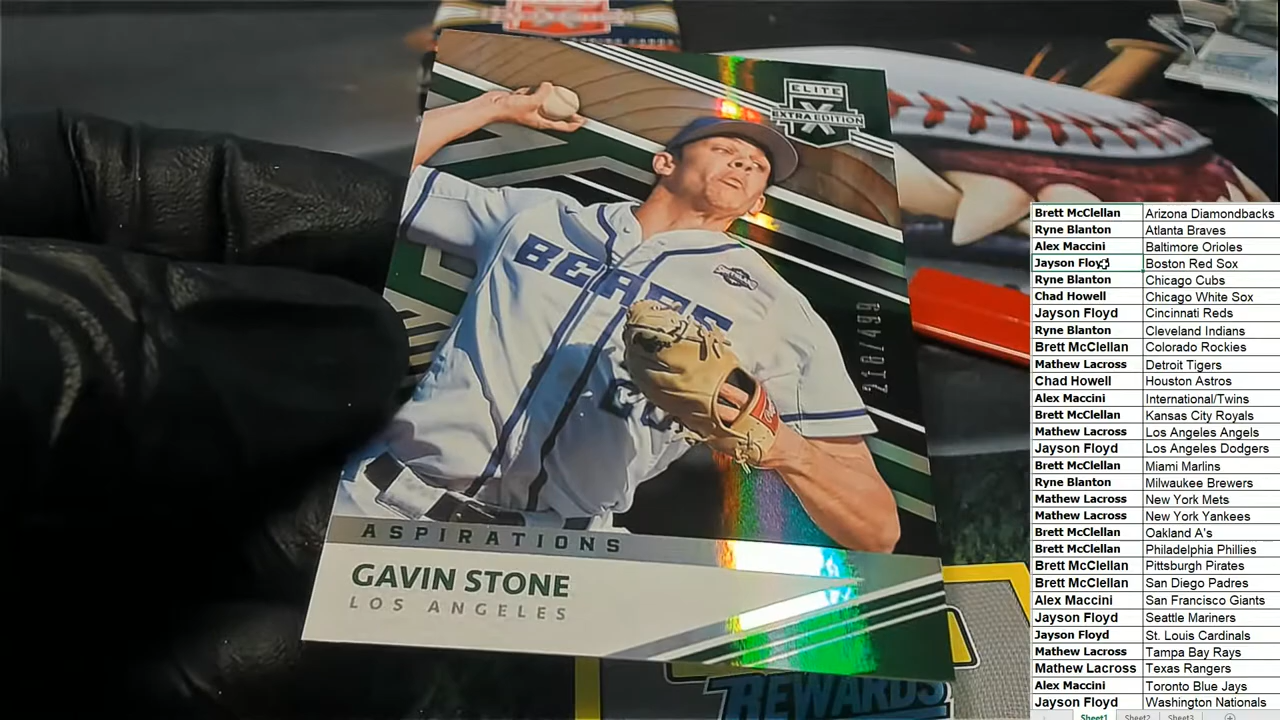 ELITE
EXTRA EDITION
X
BEARS
218/499
ASPIRATIONS
GAVIN STONE
LOS ANGELES
REWARDS
Brett McClellan Arizona Diamondbacks
Ryne Blanton Atlanta Braves
Alex Maccini Baltimore Orioles
Jayson Floyd Boston Red Sox
Ryne Blanton Chicago Cubs
Chad Howell Chicago White Sox
Jayson Floyd Cincinnati Reds
Ryne Blanton Cleveland Indians
Brett McClellan Colorado Rockies
Mathew Lacross Detroit Tigers
Chad Howell Houston Astros
Alex Maccini International/Twins
Brett McClellan Kansas City Royals
Mathew Lacross Los Angeles Angels
Jayson Floyd Los Angeles Dodgers
Brett McClellan Miami Marlins
Ryne Blanton Milwaukee Brewers
Mathew Lacross New York Mets
Mathew Lacross New York Yankees
Brett McClellan Oakland A's
Brett McClellan Philadelphia Phillies
Brett McClellan Pittsburgh Pirates
Brett McClellan San Diego Padres
Alex Maccini San Francisco Giants
Jayson Floyd Seattle Mariners
Jayson Floyd St. Louis Cardinals
Mathew Lacross Tampa Bay Rays
Mathew Lacross Texas Rangers
Alex Maccini Toronto Blue Jays
Jayson Floyd Washington Nationals
Sheet1 Sheet2 Sheet3